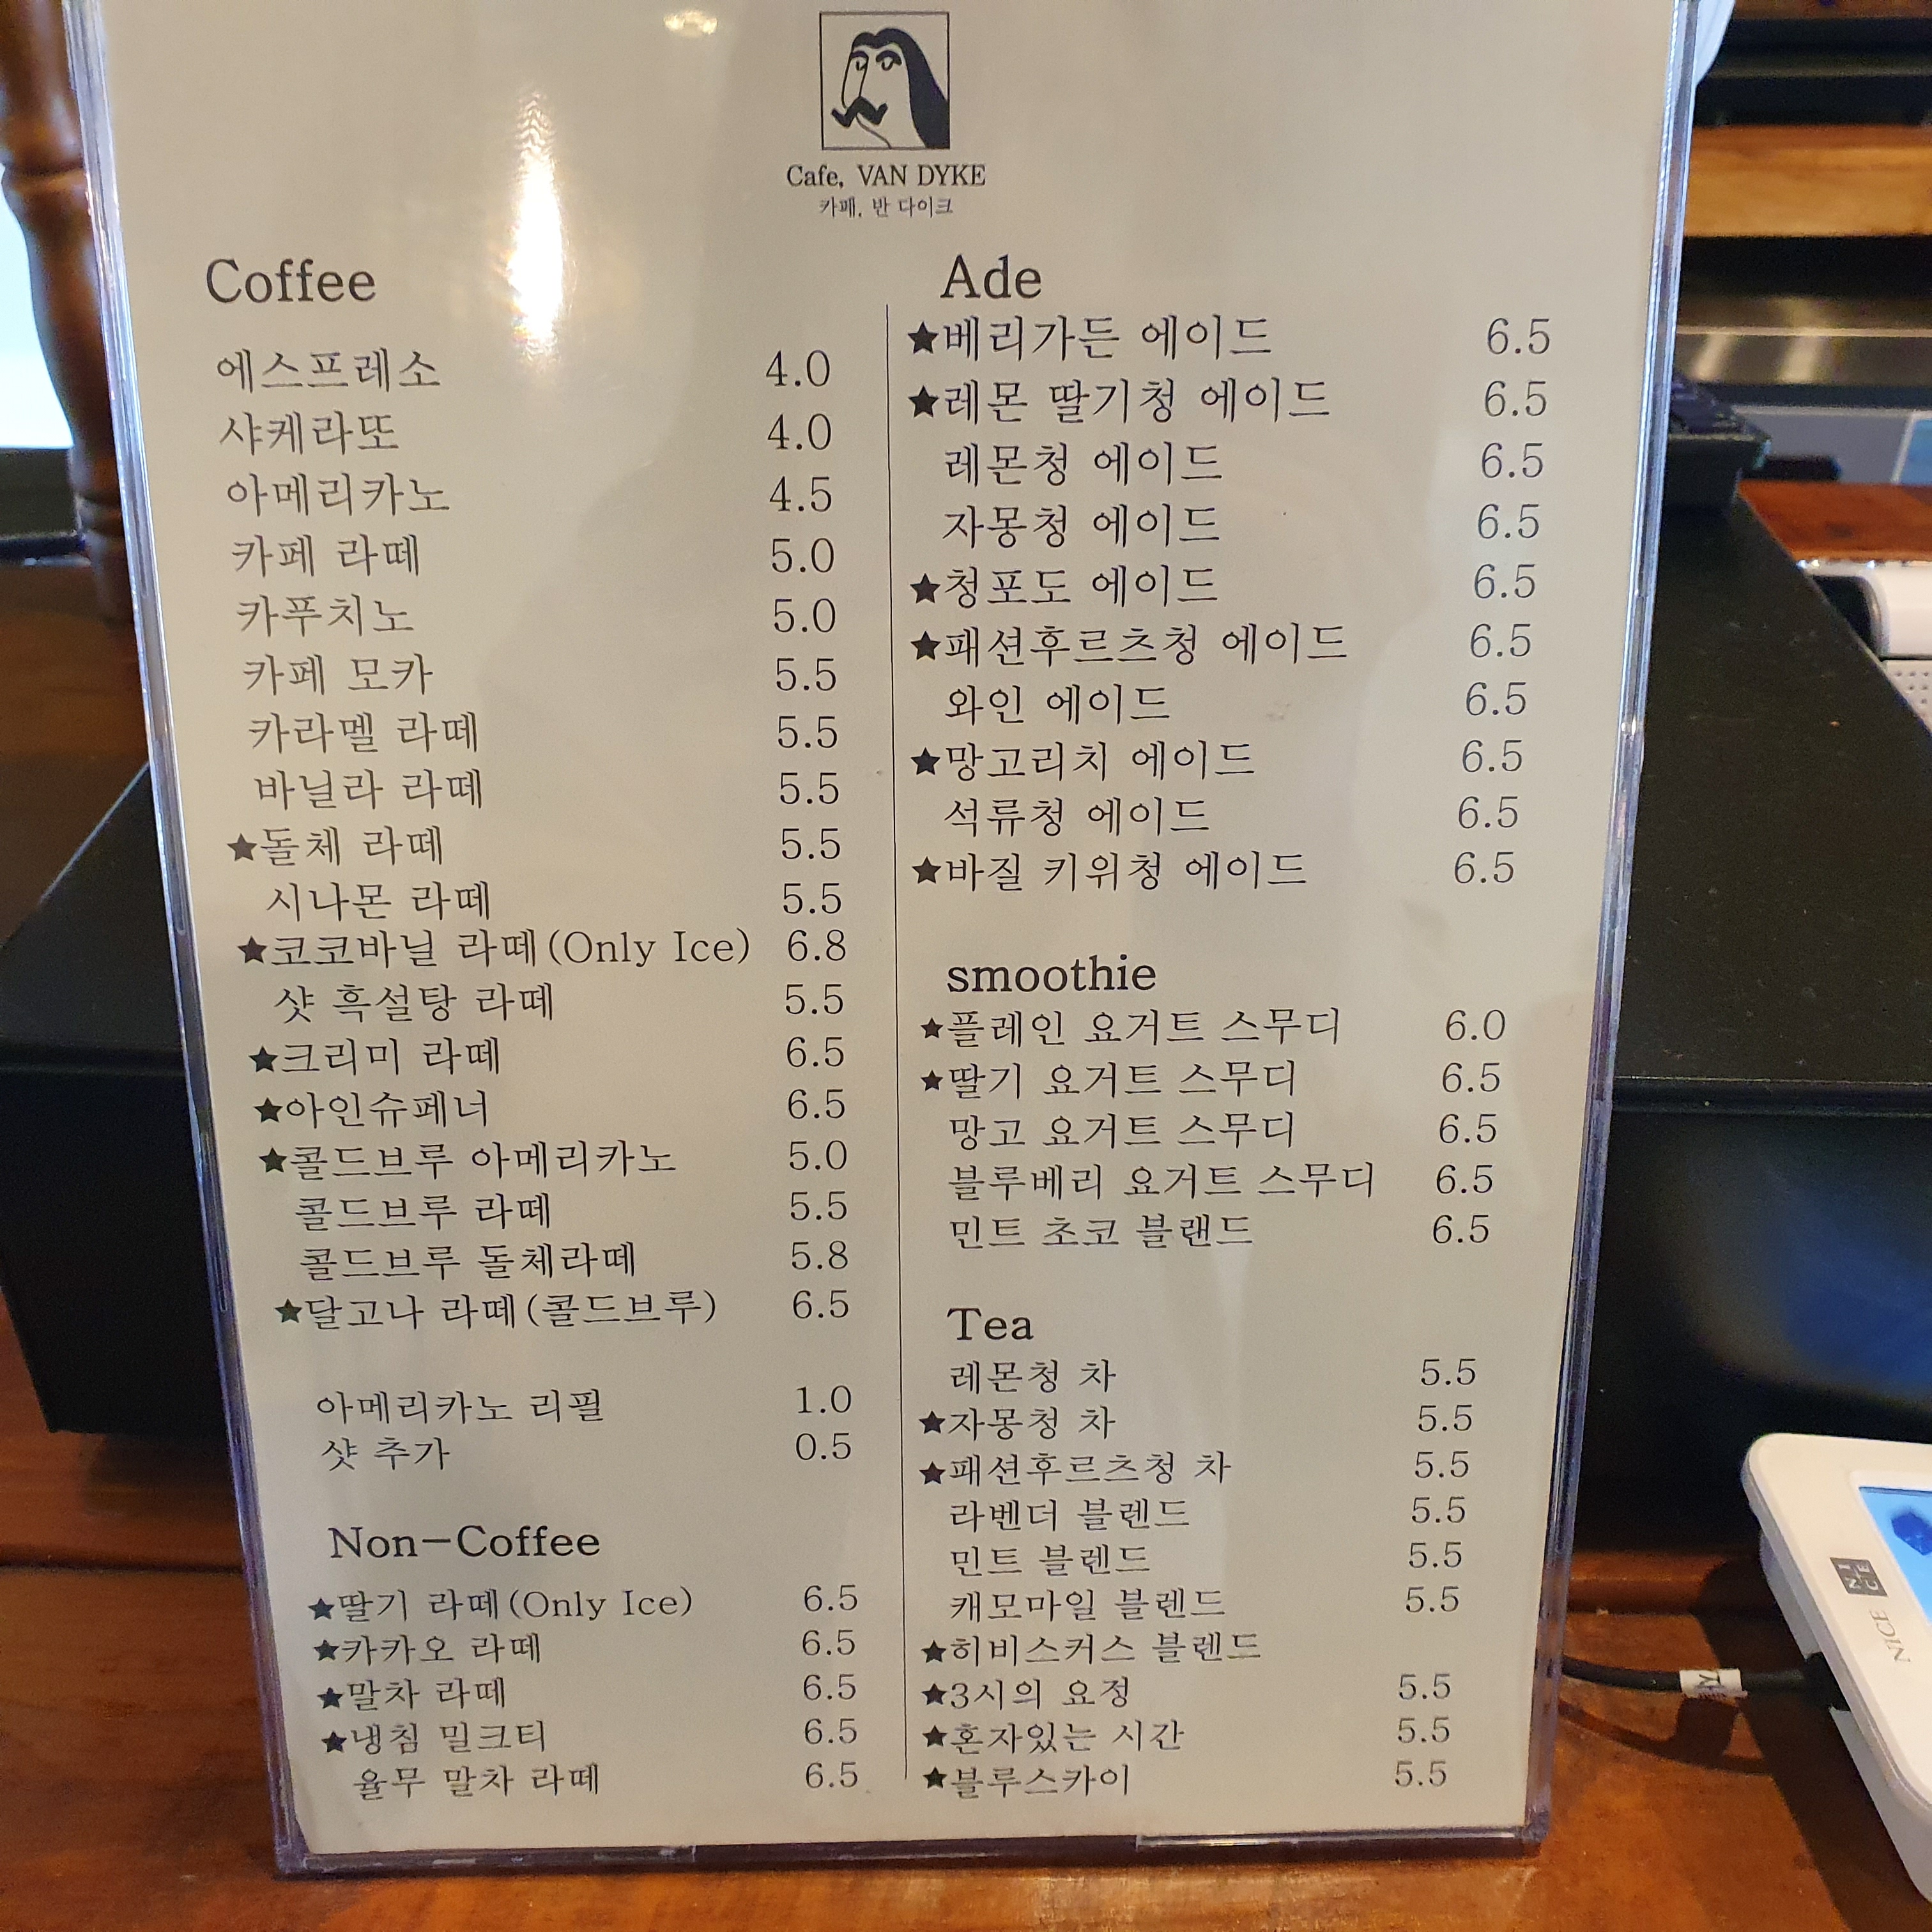 Cafe, VAN DYKE
카페, 반 다이크
Coffee
에스프레소 4.0
샤케라또 4.0
아메리카노 4.5
카페 라떼 5.0
카푸치노 5.0
카페 모카 5.5
카라멜 라떼 5.5
바닐라 라떼 5.5
★돌체 라떼 5.5
시나몬 라떼 5.5
★코코바닐 라떼(Only Ice) 6.8
샷 흑설탕 라떼 5.5
★크리미 라떼 6.5
★아인슈페너 6.5
★콜드브루 아메리카노 5.0
콜드브루 라떼 5.5
콜드브루 돌체라떼 5.8
★달고나 라떼(콜드브루) 6.5
아메리카노 리필 1.0
샷 추가 0.5
Non-Coffee
★딸기 라떼(Only Ice) 6.5
★카카오 라떼 6.5
★말차 라떼 6.5
★냉침 밀크티 6.5
율무 말차 라떼 6.5
Ade
★베리가든 에이드 6.5
★레몬 딸기청 에이드 6.5
레몬청 에이드 6.5
자몽청 에이드 6.5
★청포도 에이드 6.5
★패션후르츠청 에이드 6.5
와인 에이드 6.5
★망고리치 에이드 6.5
석류청 에이드 6.5
★바질 키위청 에이드 6.5
smoothie
★플레인 요거트 스무디 6.0
★딸기 요거트 스무디 6.5
망고 요거트 스무디 6.5
블루베리 요거트 스무디 6.5
민트 초코 블랜드 6.5
Tea
레몬청 차 5.5
★자몽청 차 5.5
★패션후르츠청 차 5.5
라벤더 블렌드 5.5
민트 블렌드 5.5
캐모마일 블렌드 5.5
★히비스커스 블렌드
★3시의 요정 5.5
★혼자있는 시간 5.5
★블루스카이 5.5
NICE